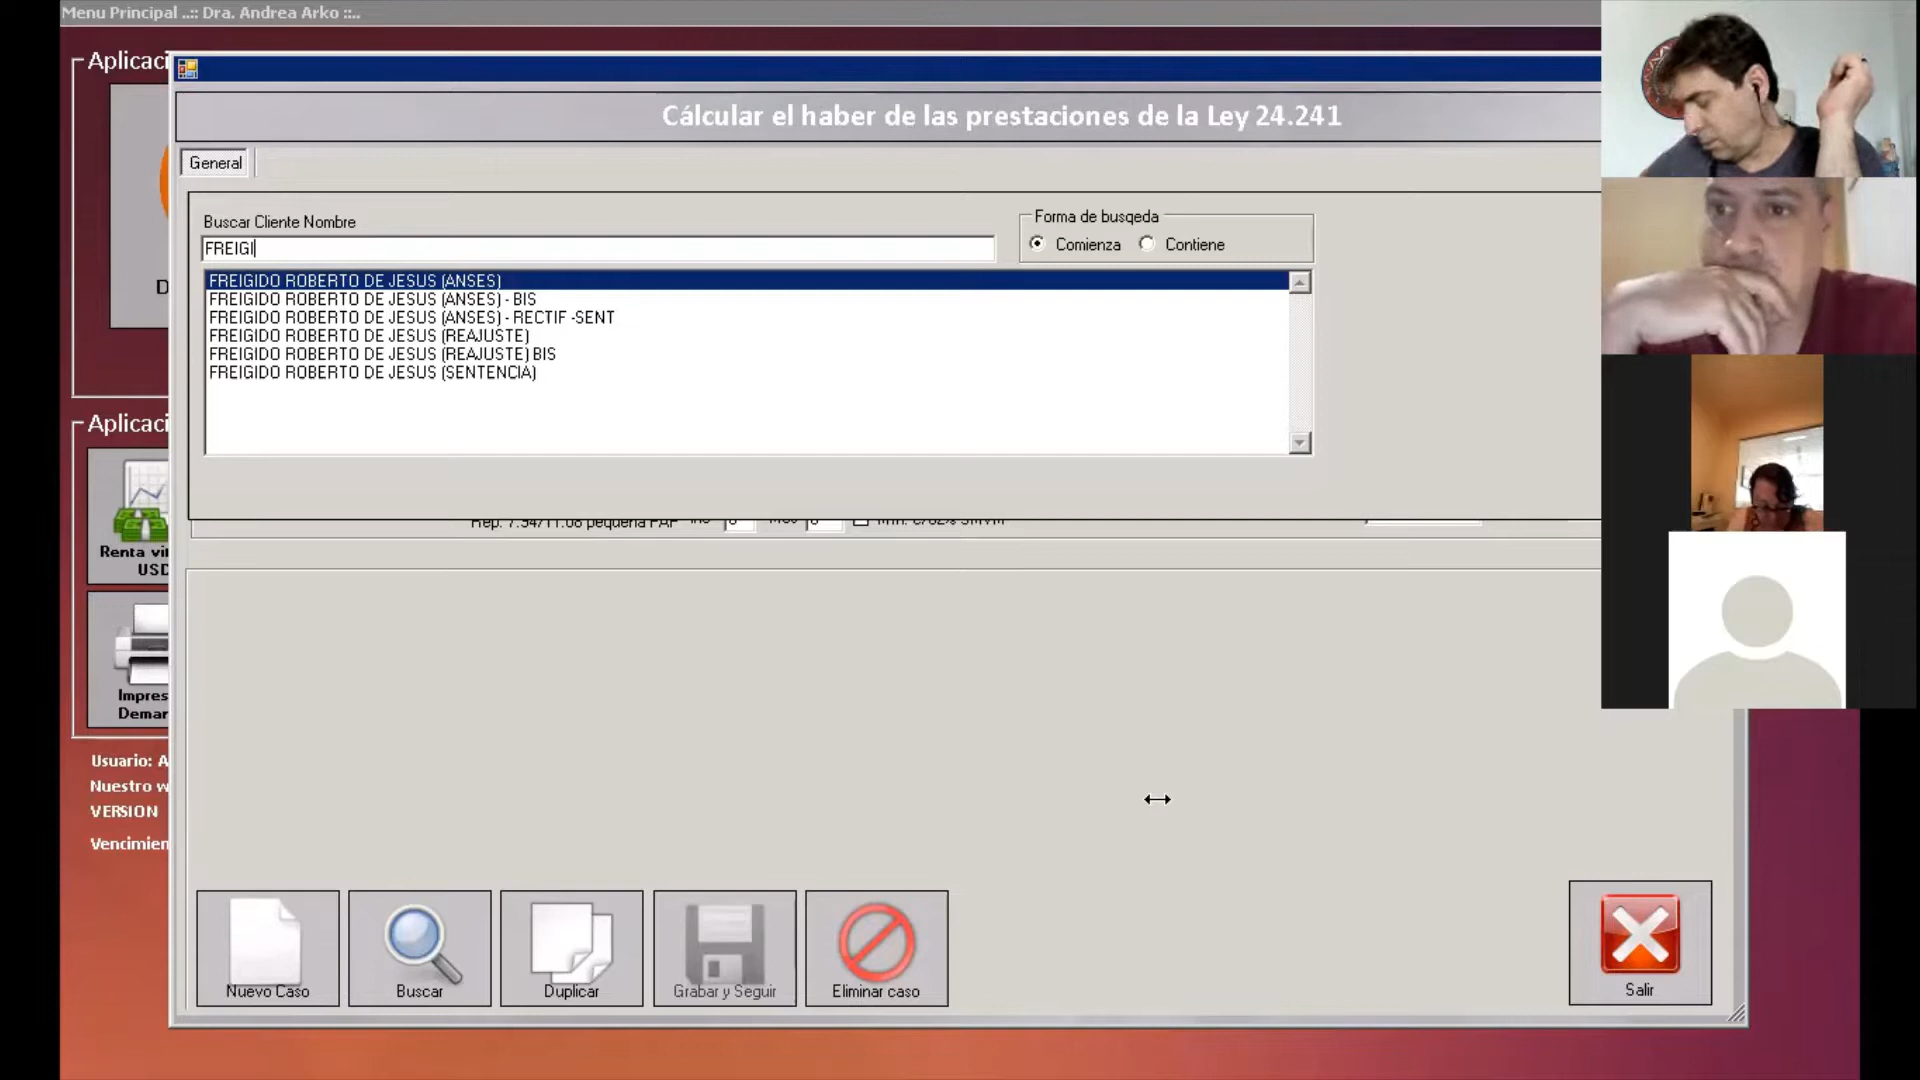 Menu Principal ..:: Dra. Andrea Arko ::..
Aplicaci
Cálcular el haber de las prestaciones de la Ley 24.241
General
Buscar Cliente Nombre
FREIGI
Forma de busqeda
Comienza
Contiene
D
FREIGIDO ROBERTO DE JESUS (ANSES)
FREIGIDO ROBERTO DE JESUS (ANSES) - BIS
FREIGIDO ROBERTO DE JESUS (ANSES) - RECTIF -SENT
FREIGIDO ROBERTO DE JESUS (REAJUSTE)
FREIGIDO ROBERTO DE JESUS (REAJUSTE) BIS
FREIGIDO ROBERTO DE JESUS (SENTENCIA)
Aplicaci
Renta vi
USD
Impres
Demar
Usuario: A
Nuestro w
VERSION
Vencimien
Nuevo Caso
Buscar
Duplicar
Grabar y Seguir
Eliminar caso
Salir